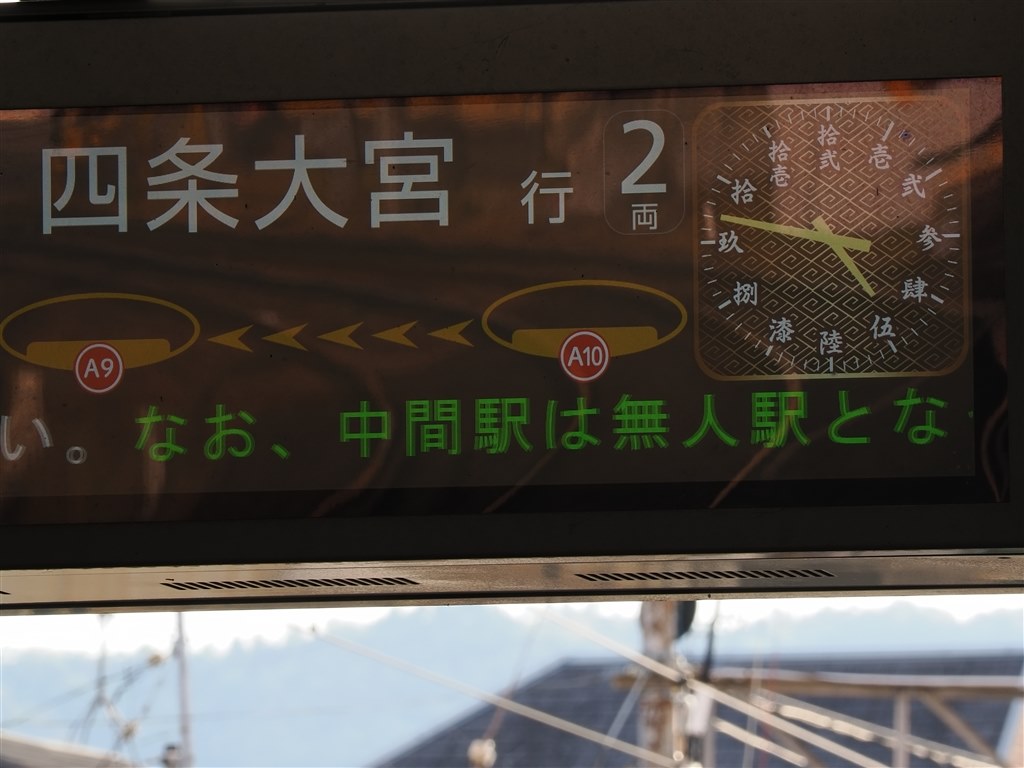 四条大宮 行 2両
拾弐
壱
弐
参
肆
伍
陸
漆
捌
玖
拾
拾壱
A9 A10
い。なお、中間駅は無人駅とな